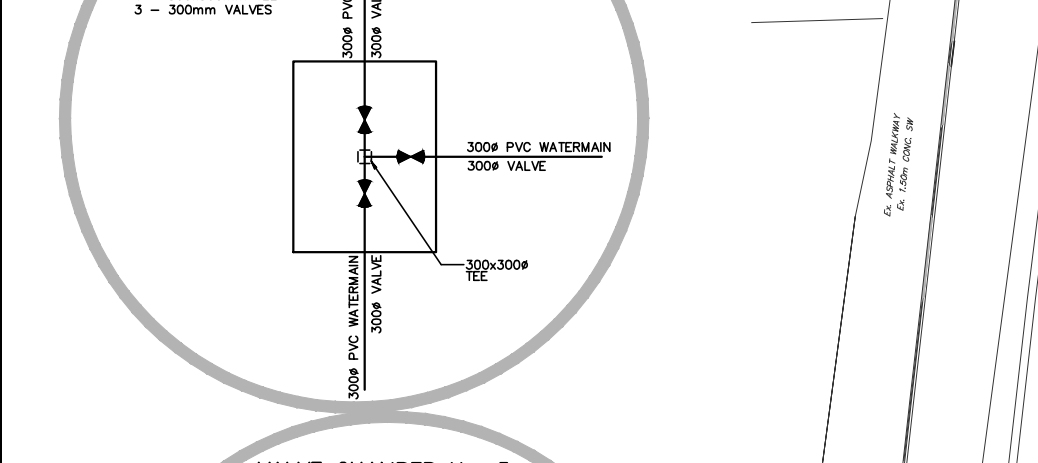 3 – 300mm VALVES
300ø PVC
300ø
300ø PVC WATERMAIN
300ø VALVE
300x300ø
TEE
300ø PVC WATERMAIN
300ø VALVE
Ex. ASPHALT WALKWAY
Ex. 1.50m CONC. SW